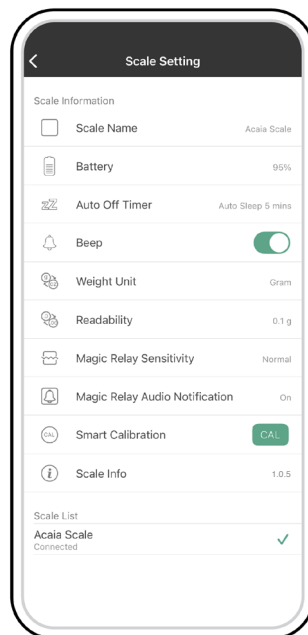 Scale Setting
Scale Information
Scale Name Acaia Scale
Battery 95%
Auto Off Timer Auto Sleep 5 mins
Beep
Weight Unit Gram
Readability 0.1 g
Magic Relay Sensitivity Normal
Magic Relay Audio Notification On
CAL Smart Calibration CAL
Scale Info 1.0.5
Scale List
Acaia Scale
Connected